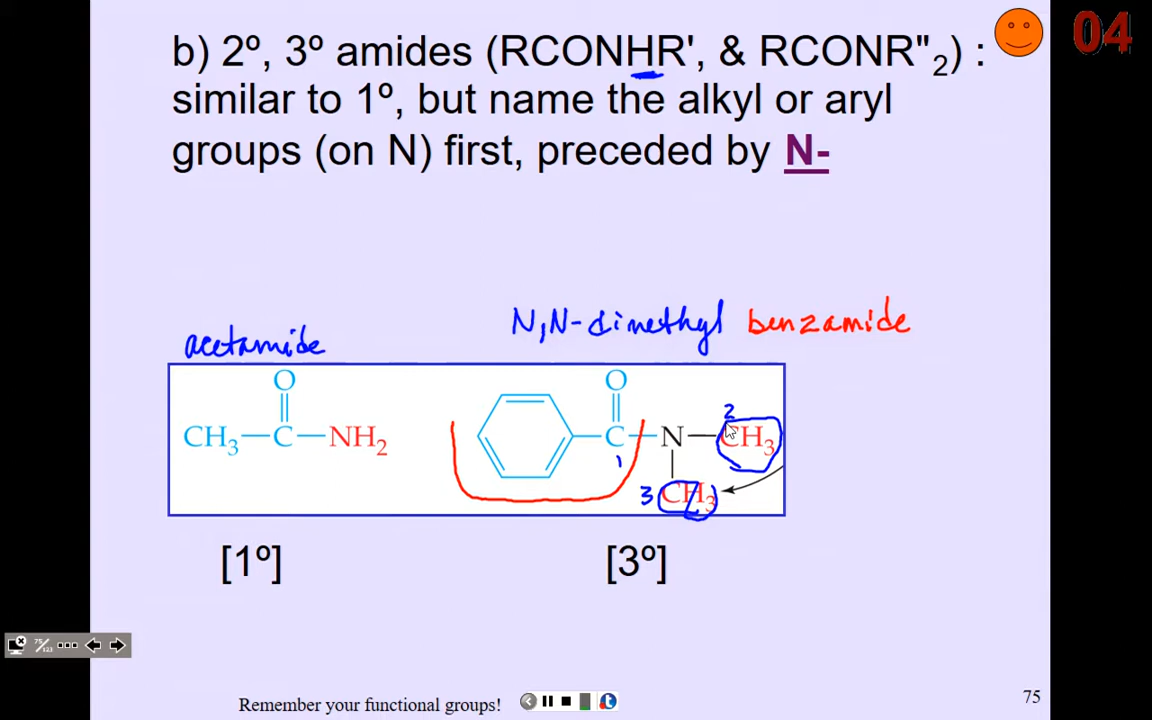 04
b) 2º, 3º amides (RCONHR', & RCONR"₂) :
similar to 1º, but name the alkyl or aryl
groups (on N) first, preceded by N-
N,N-dimethyl benzamide
acetamide
O O
2
CH₃—C—NH₂ C—N—CH₃
1
3 CH₃
[1º] [3º]
75/123
Remember your functional groups!
75